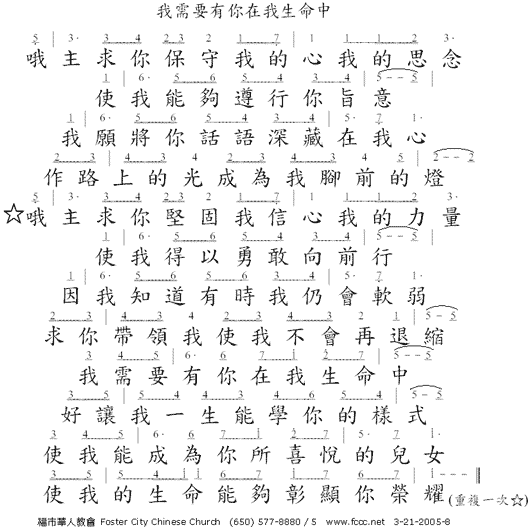 我需要有你在我生命中
哦主求你保守我的心我的思念
使我能夠遵行你旨意
我願將你話語深藏在我心
作路上的光成為我腳前的燈
☆哦主求你堅固我信心我的力量
使我得以勇敢向前行
因我知道有時我仍會軟弱
求你帶領我使我不會再退縮
我需要有你在我生命中
好讓我一生能學你的樣式
使我能成為你所喜悅的兒女
使我的生命能夠彰顯你榮耀(重複一次☆)
福市華人教會 Foster City Chinese Church (650) 577-8880 / 5 www.fccc.net 3-21-2005-8